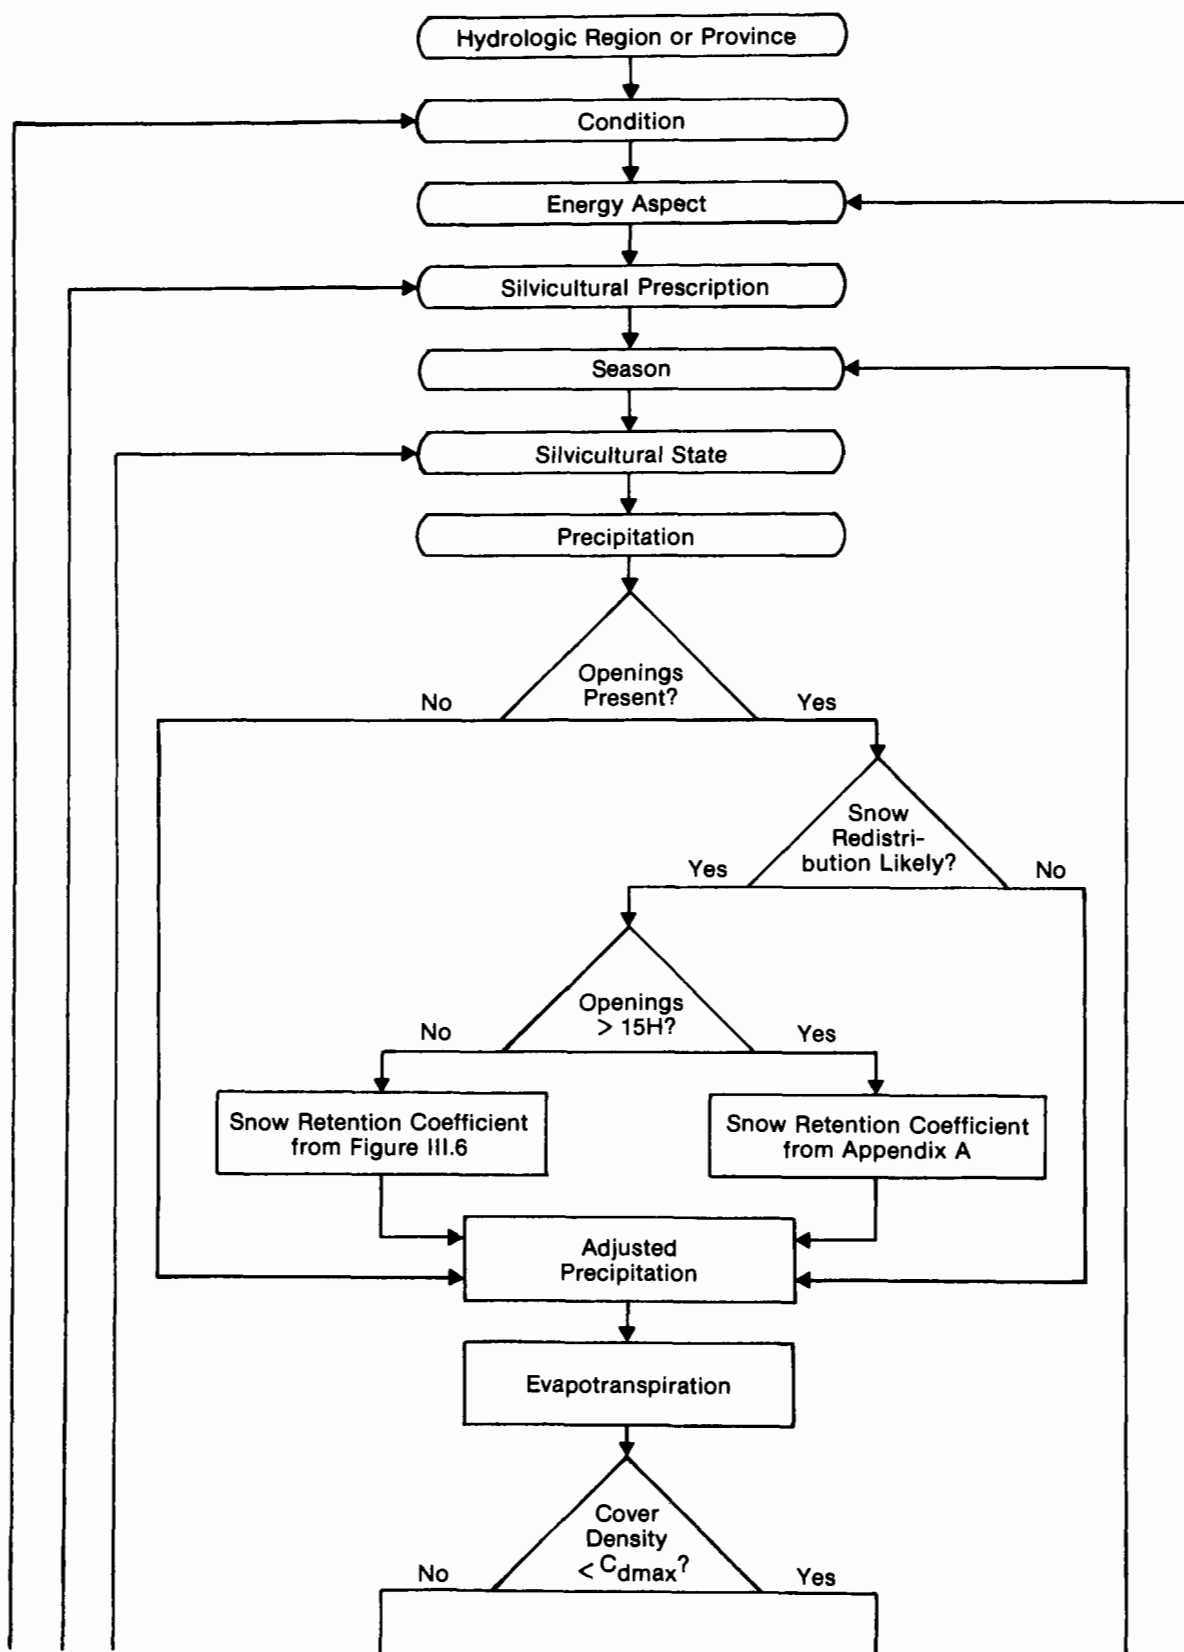 Hydrologic Region or Province
Condition
Energy Aspect
Silvicultural Prescription
Season
Silvicultural State
Precipitation
Openings
Present?
No
Yes
Snow
Redistri-
bution Likely?
Yes
No
Openings
> 15H?
No
Yes
Snow Retention Coefficient
from Figure III.6
Snow Retention Coefficient
from Appendix A
Adjusted
Precipitation
Evapotranspiration
Cover
Density
< Cdmax?
No
Yes